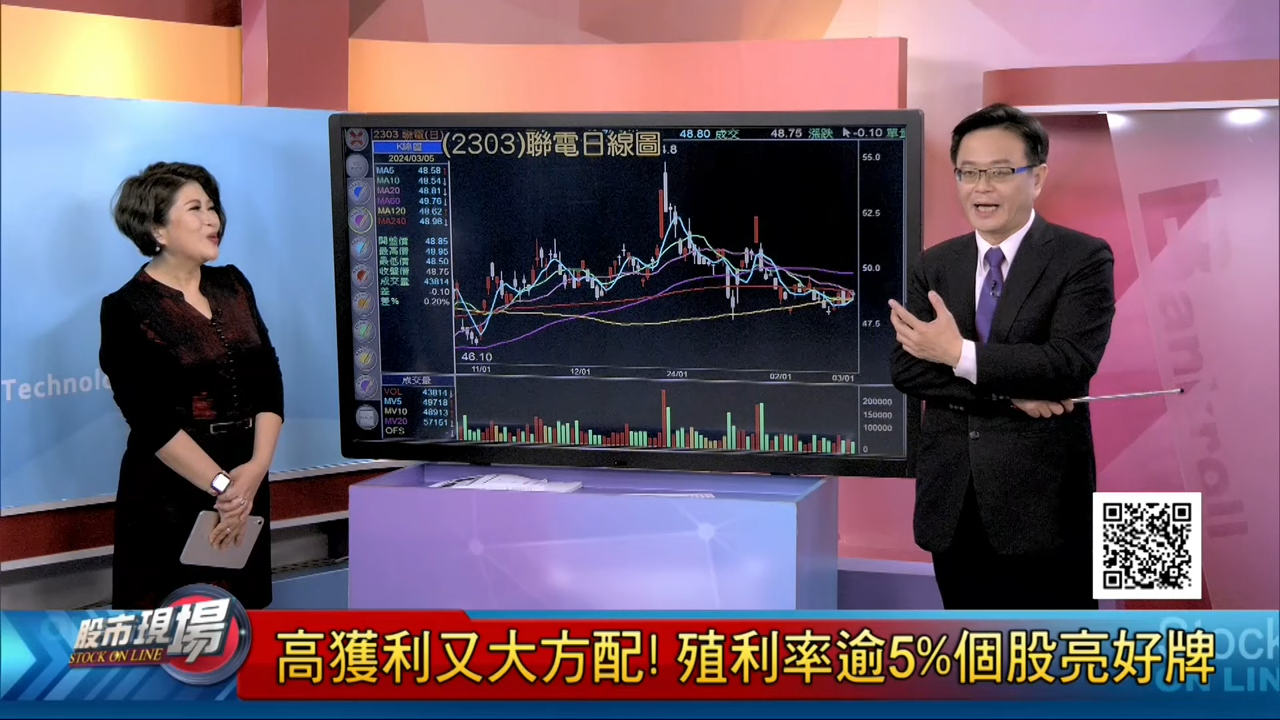 2303 聯電(日)
(2303)聯電日線圖
48.80 成交 48.75 漲跌 -0.10 單量
K線圖
2024/03/05
MA5 48.58
MA10 48.54
MA20 48.81
MA60 49.76
MA120 48.62
MA240 48.98
開盤價 48.85
最高價 48.95
最低價 48.50
收盤價 48.75
成交量 43814
差 -0.10
差% 0.20%
55.0
52.5
50.0
47.5
46.10
11/01 12/01 24/01 02/01 03/01
成交量
VOL 43814
MV5 49718
MV10 48913
MV20 57151
OFS
200000
150000
100000
0
Technolo
股市現場
STOCK ON LINE
高獲利又大方配! 殖利率逾5%個股亮好牌
Stock
ON LIN